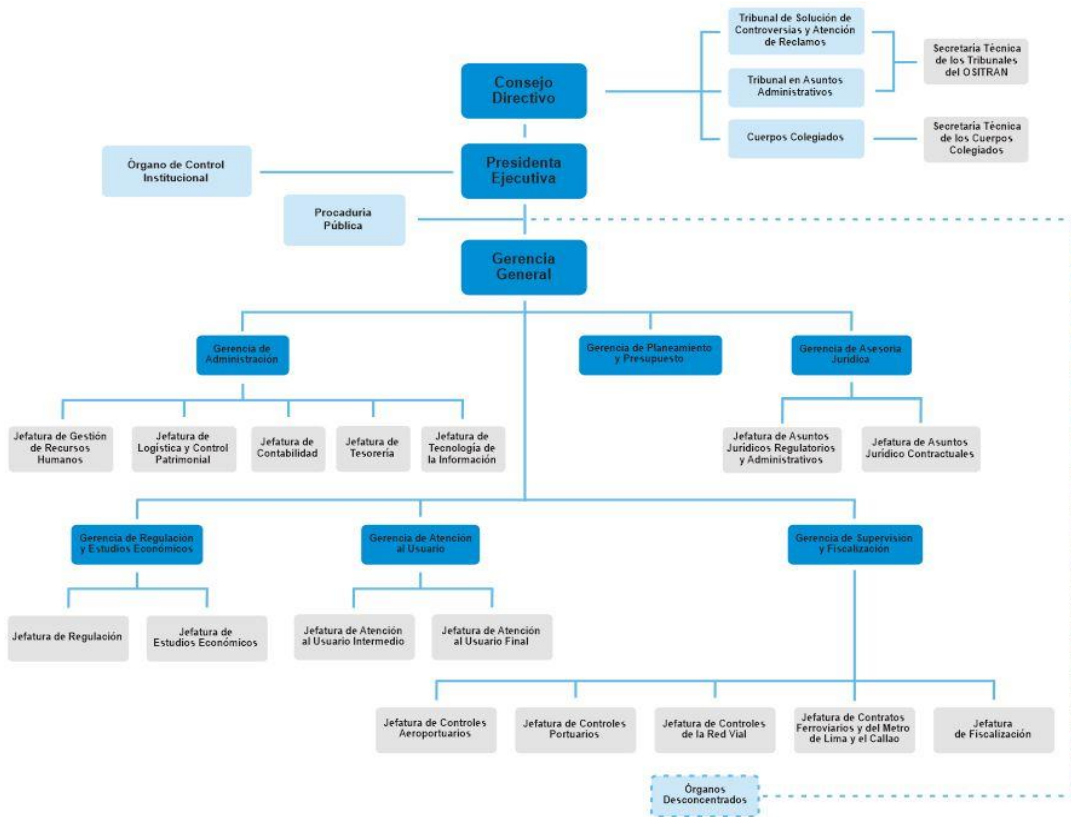 Tribunal de Solución de
Controversias y Atención
de Reclamos
Secretaría Técnica
de los Tribunales
del OSITRAN
Consejo
Directivo
Tribunal en Asuntos
Administrativos
Cuerpos Colegiados
Secretaría Técnica
de los Cuerpos
Colegiados
Órgano de Control
Institucional
Presidenta
Ejecutiva
Procaduria
Pública
Gerencia
General
Gerencia de
Administración
Gerencia de Planeamiento
y Presupuesto
Gerencia de Asesoría
Jurídica
Jefatura de Gestión
de Recursos
Humanos
Jefatura de
Logística y Control
Patrimonial
Jefatura de
Contabilidad
Jefatura de
Tesorería
Jefatura de
Tecnología de
la Información
Jefatura de Asuntos
Jurídicos Regulatorios
y Administrativos
Jefatura de Asuntos
Jurídico Contractuales
Gerencia de Regulación
y Estudios Económicos
Gerencia de Atención
al Usuario
Gerencia de Supervisión
y Fiscalización
Jefatura de Regulación
Jefatura de
Estudios Económicos
Jefatura de Atención
al Usuario Intermedio
Jefatura de Atención
al Usuario Final
Jefatura de Controles
Aeroportuarios
Jefatura de Controles
Portuarios
Jefatura de Controles
de la Red Vial
Jefatura de Contratos
Ferroviarios y del Metro
de Lima y el Callao
Jefatura
de Fiscalización
Órganos
Desconcentrados